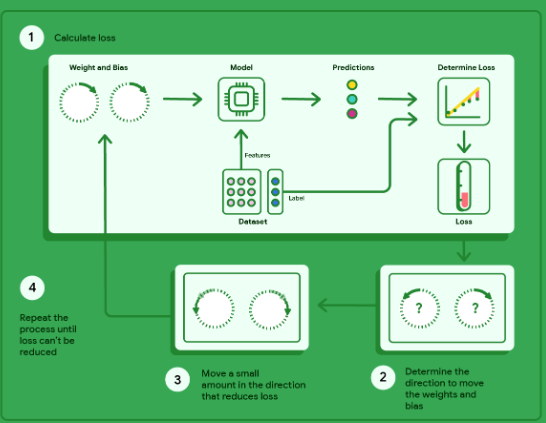 1 Calculate loss
Weight and Bias
Model
Predictions
Determine Loss
Features
Label
Dataset
Loss
? ?
2 Determine the
direction to move
the weights and
bias
3 Move a small
amount in the direction
that reduces loss
4
Repeat the
process until
loss can't be
reduced